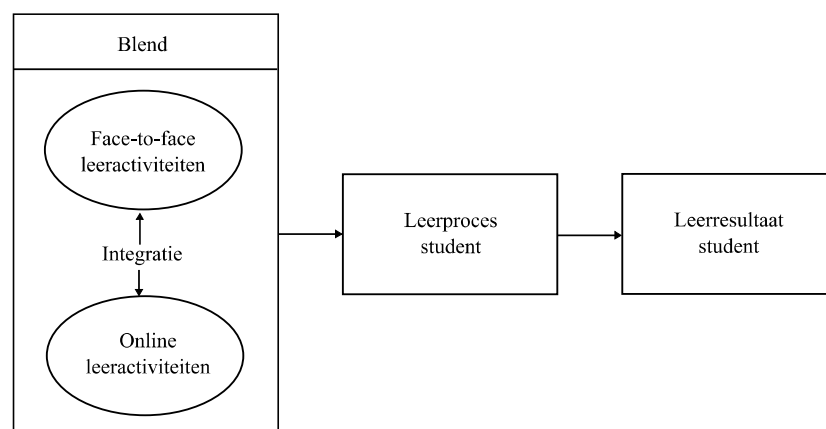 Blend
Face-to-face
leeractiviteiten
Integratie
Online
leeractiviteiten
Leerproces
student
Leerresultaat
student